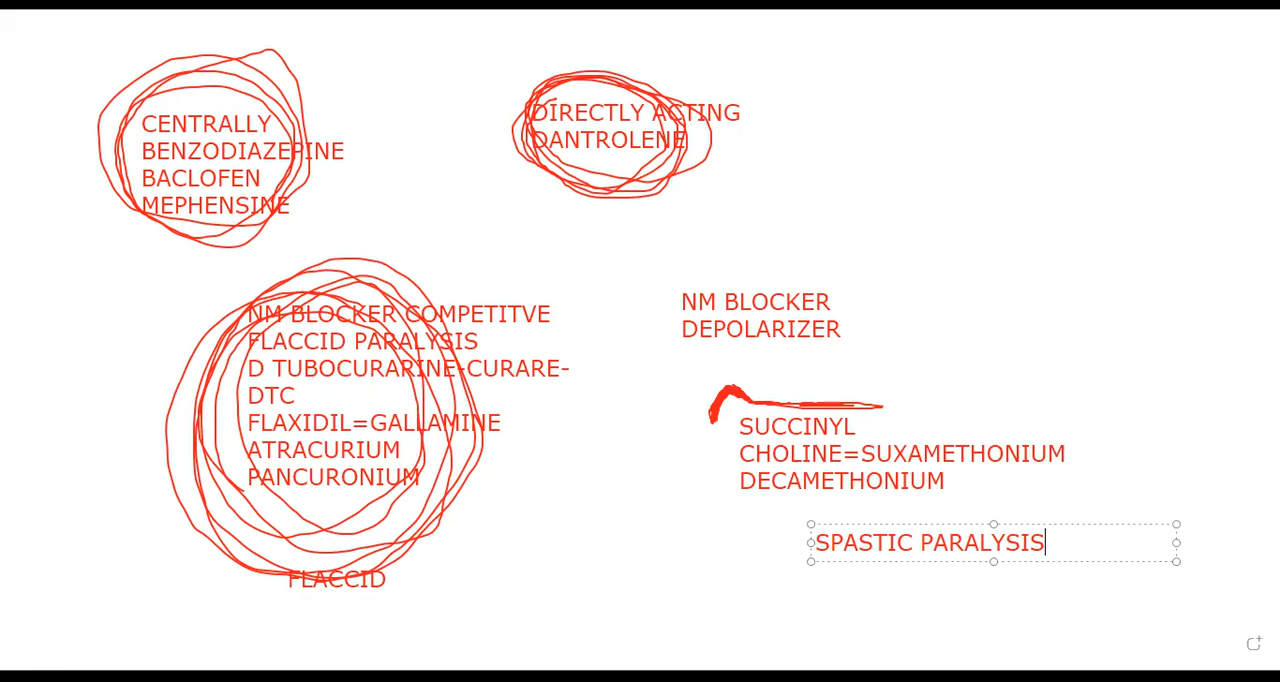 CENTRALLY
BENZODIAZEPINE
BACLOFEN
MEPHENSINE
DIRECTLY ACTING
DANTROLENE
NM BLOCKER COMPETITVE
FLACCID PARALYSIS
D TUBOCURARINE-CURARE-
DTC
FLAXIDIL=GALLAMINE
ATRACURIUM
PANCURONIUM
FLACCID
NM BLOCKER
DEPOLARIZER
SUCCINYL
CHOLINE=SUXAMETHONIUM
DECAMETHONIUM
SPASTIC PARALYSIS